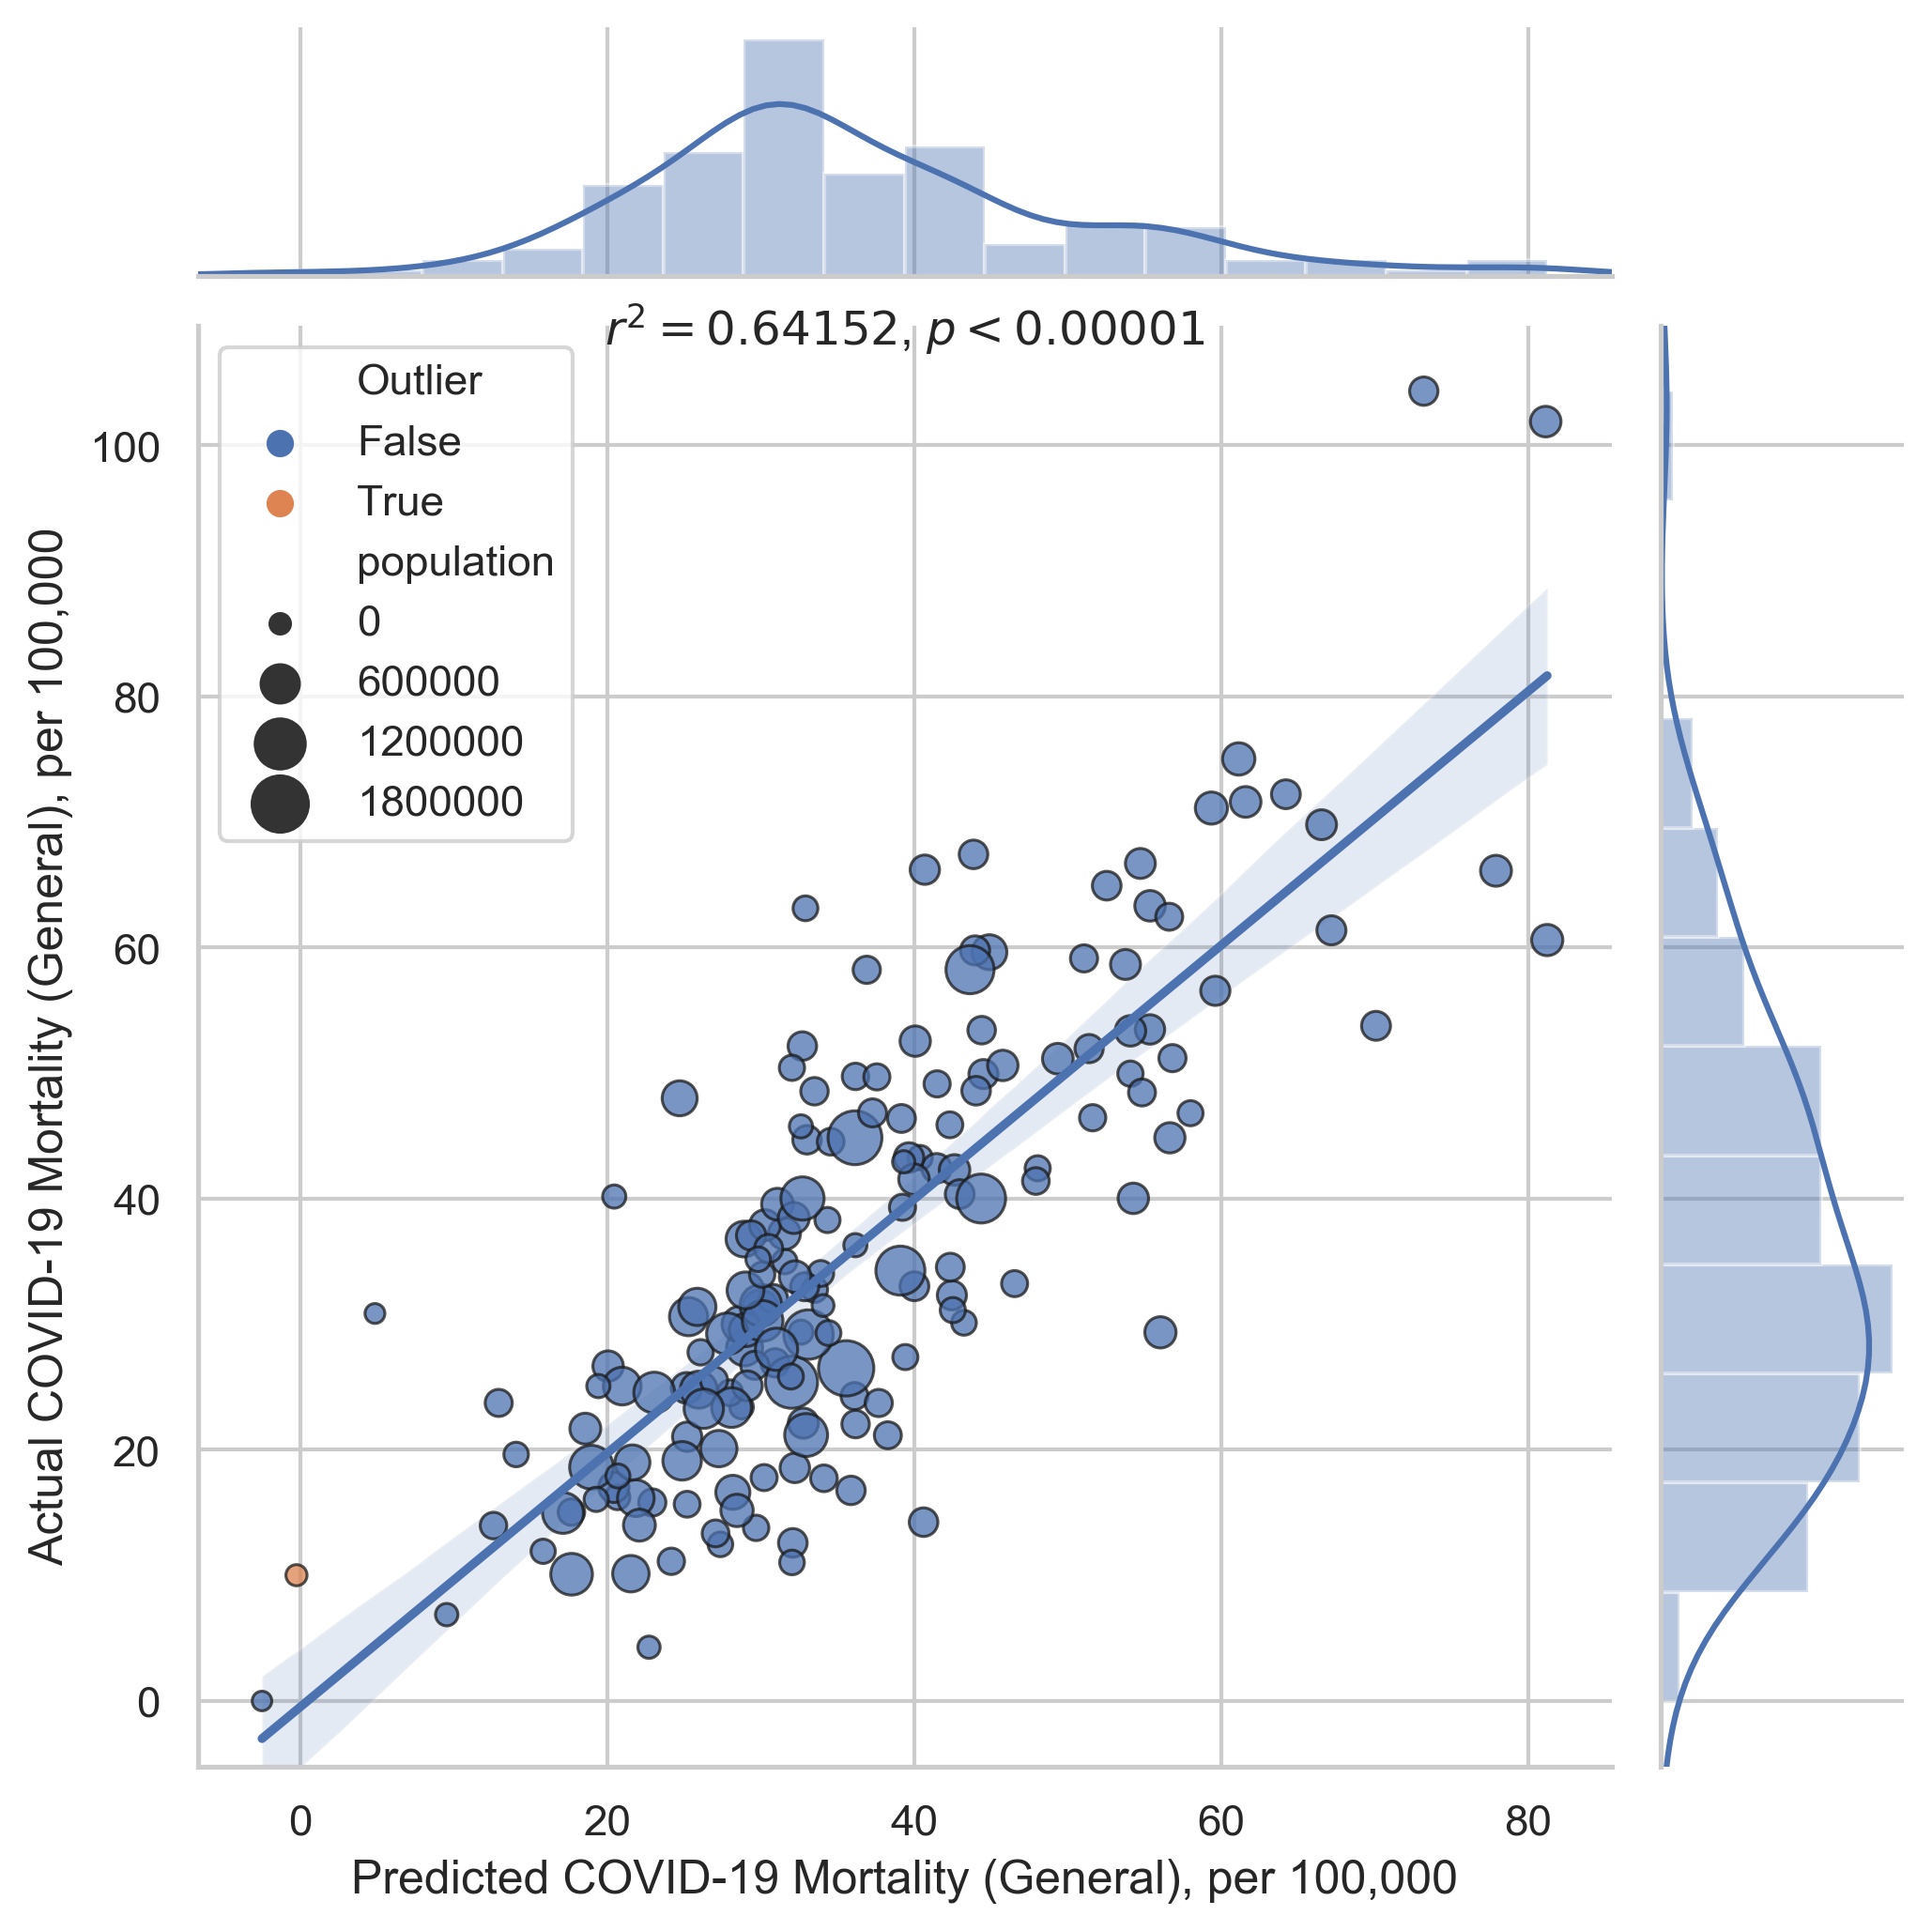 r² = 0.64152, p < 0.00001
Outlier
False
True
population
0
600000
1200000
1800000
Actual COVID-19 Mortality (General), per 100,000
100
80
60
40
20
0
0 20 40 60 80
Predicted COVID-19 Mortality (General), per 100,000